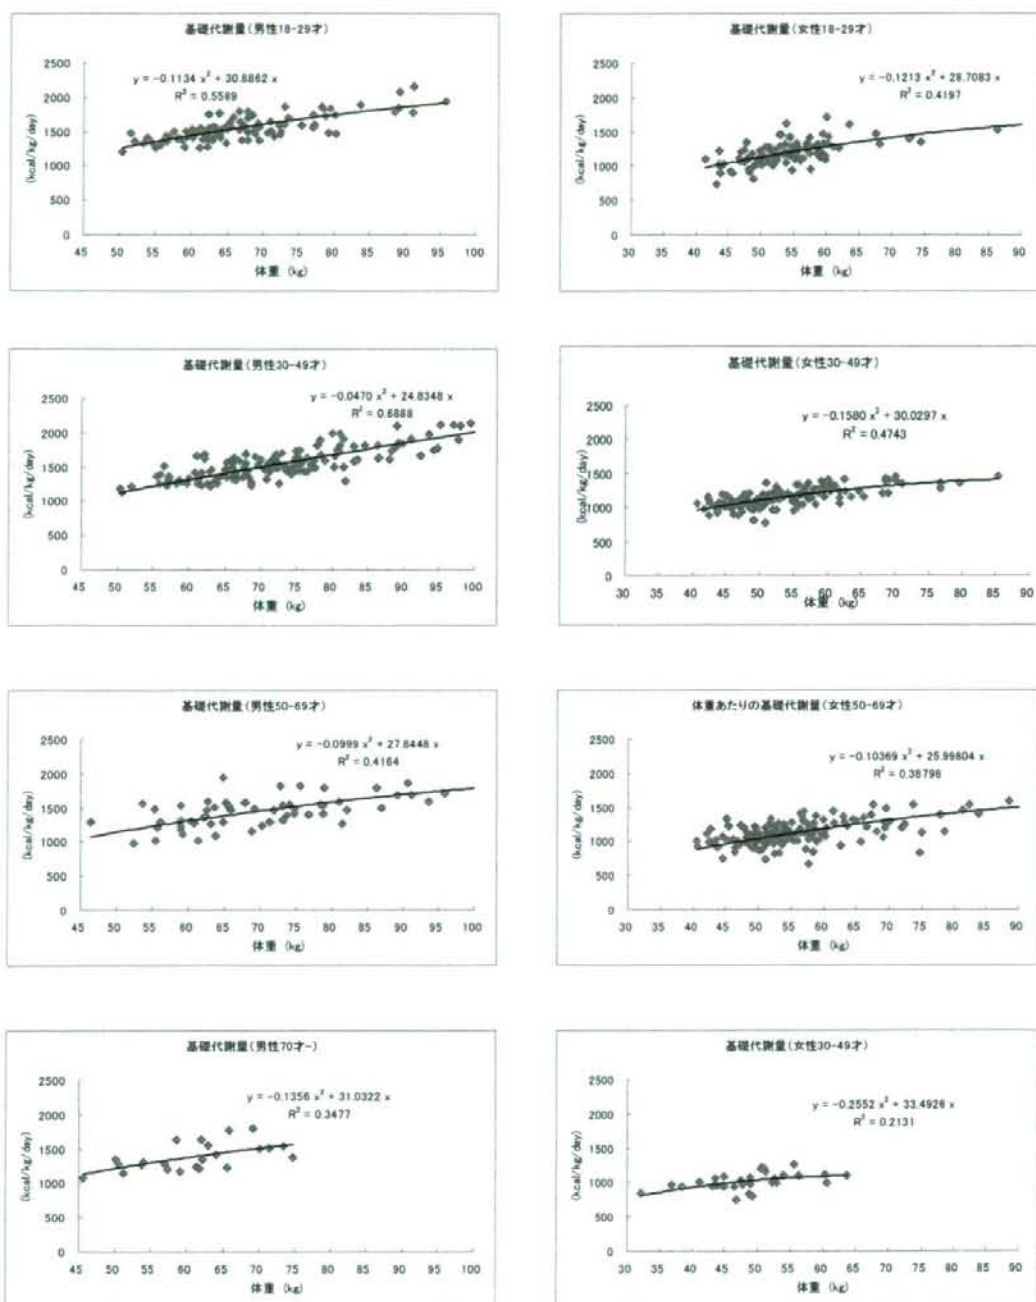 基礎代謝量(男性18-29才)
y = -0.1134 x² + 30.8862 x
R² = 0.5589
(kcal/kg/day)
2500
2000
1500
1000
500
0
45 50 55 60 65 70 75 80 85 90 95 100
体重 (kg)
基礎代謝量(女性18-29才)
y = -0.1213 x² + 28.7083 x
R² = 0.4197
(kcal/kg/day)
2500
2000
1500
1000
500
0
30 35 40 45 50 55 60 65 70 75 80 85 90
体重 (kg)
基礎代謝量(男性30-49才)
y = -0.0470 x² + 24.8348 x
R² = 0.6888
(kcal/kg/day)
2500
2000
1500
1000
500
0
45 50 55 60 65 70 75 80 85 90 95 100
体重 (kg)
基礎代謝量(女性30-49才)
y = -0.1580 x² + 30.0297 x
R² = 0.4743
(kcal/kg/day)
2500
2000
1500
1000
500
0
30 35 40 45 50 55 60 65 70 75 80 85 90
体重 (kg)
基礎代謝量(男性50-69才)
y = -0.0999 x² + 27.8448 x
R² = 0.4164
(kcal/kg/day)
2500
2000
1500
1000
500
0
45 50 55 60 65 70 75 80 85 90 95 100
体重 (kg)
体重あたりの基礎代謝量(女性50-69才)
y = -0.10369 x² + 25.99804 x
R² = 0.38798
(kcal/kg/day)
2500
2000
1500
1000
500
0
30 35 40 45 50 55 60 65 70 75 80 85 90
体重 (kg)
基礎代謝量(男性70才-)
y = -0.1356 x² + 31.0322 x
R² = 0.3477
(kcal/kg/day)
2500
2000
1500
1000
500
0
45 50 55 60 65 70 75 80 85 90 95 100
体重 (kg)
基礎代謝量(女性30-49才)
y = -0.2552 x² + 33.4926 x
R² = 0.2131
(kcal/kg/day)
2500
2000
1500
1000
500
0
30 35 40 45 50 55 60 65 70 75 80 85 90
体重 (kg)